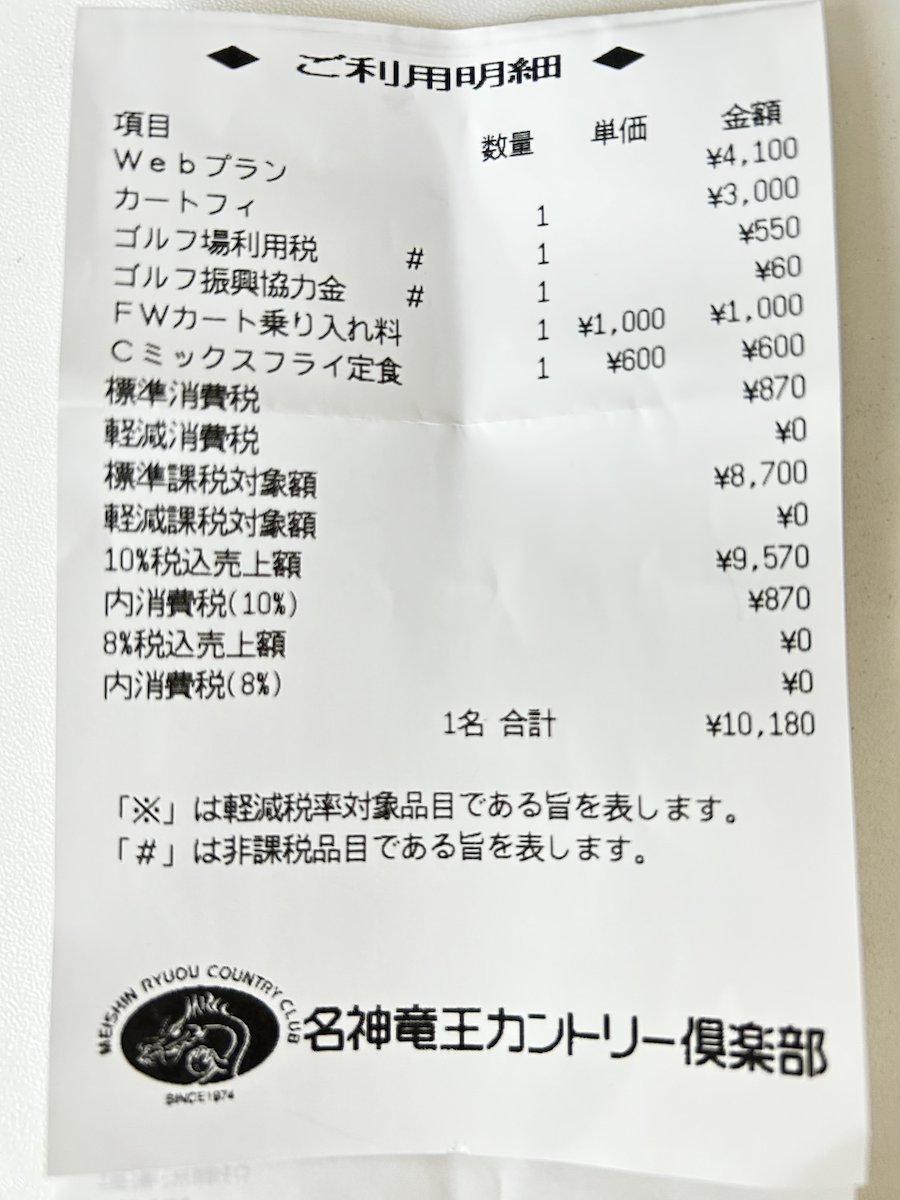 ◆ ご利用明細 ◆
項目 数量 単価 金額
Ｗｅｂプラン ¥4,100
カートフィ 1 ¥3,000
ゴルフ場利用税 # 1 ¥550
ゴルフ振興協力金 # 1 ¥60
ＦＷカート乗り入れ料 1 ¥1,000 ¥1,000
Ｃミックスフライ定食 1 ¥600 ¥600
標準消費税 ¥870
軽減消費税 ¥0
標準課税対象額 ¥8,700
軽減課税対象額 ¥0
10%税込売上額 ¥9,570
内消費税(10%) ¥870
8%税込売上額 ¥0
内消費税(8%) ¥0
1名 合計 ¥10,180
「※」は軽減税率対象品目である旨を表します。
「#」は非課税品目である旨を表します。
MEISHIN RYUOU COUNTRY CLUB
SINCE1974
名神竜王カントリー倶楽部